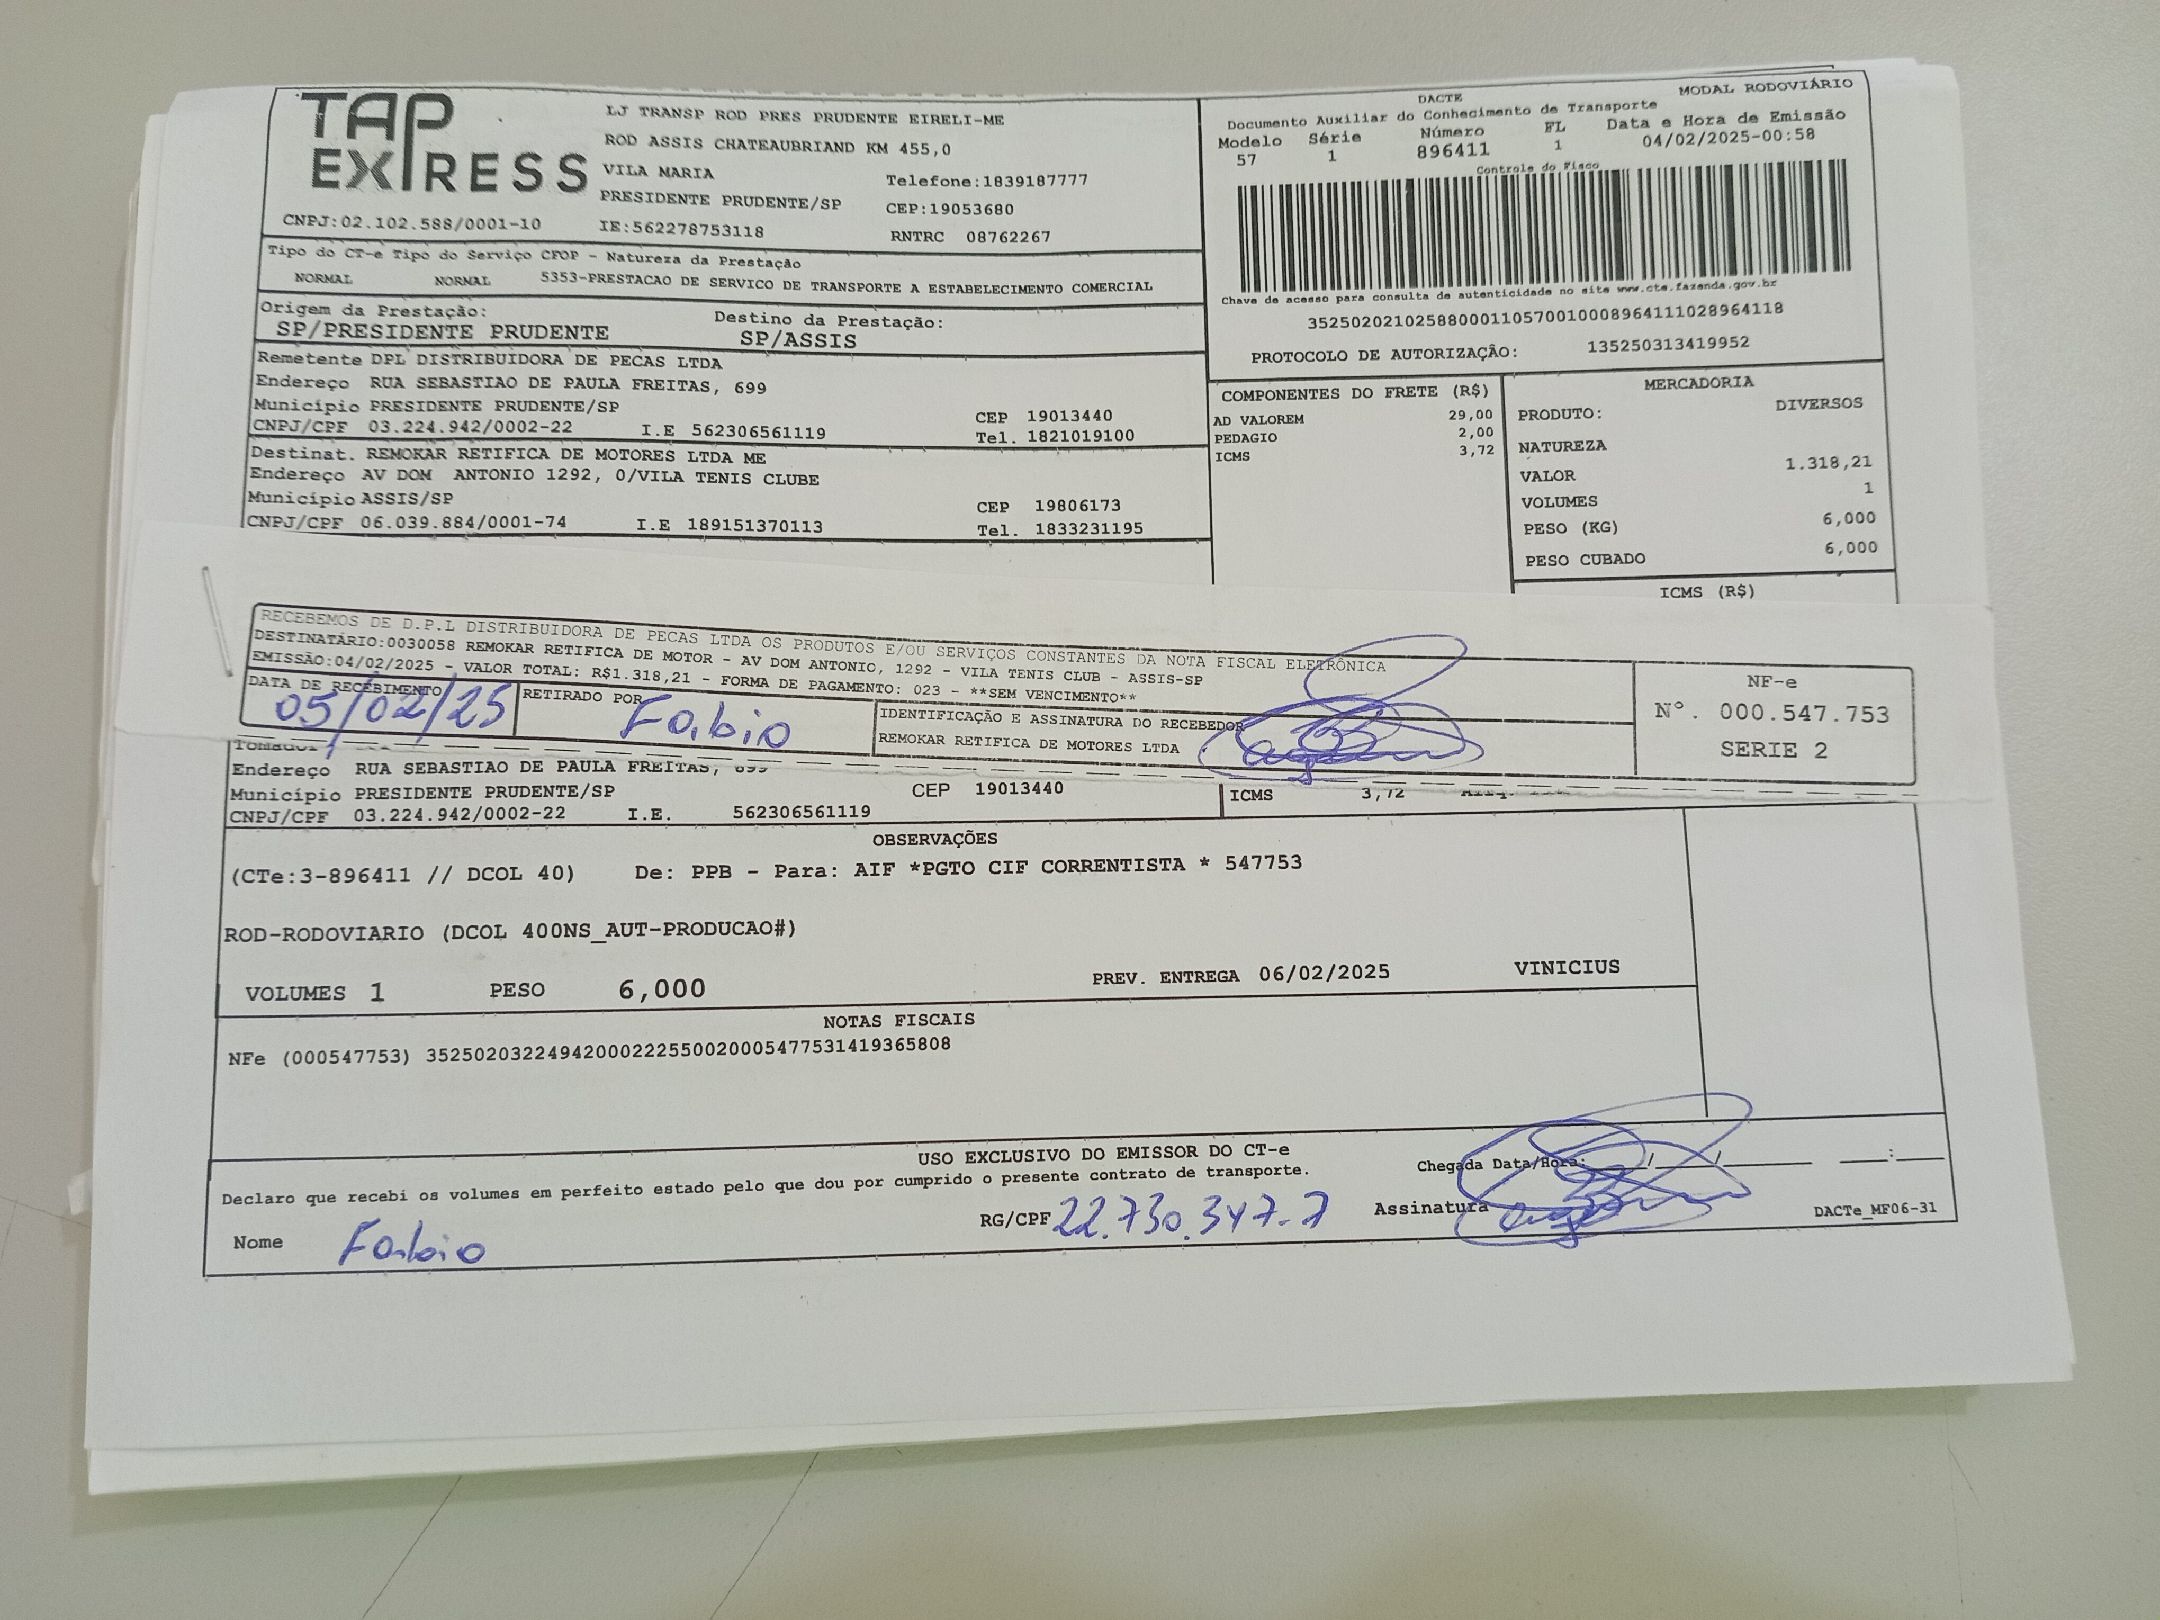 TAP EXPRESS
CNPJ:02.102.588/0001-10
LJ TRANSP ROD PRES PRUDENTE EIRELI-ME
ROD ASSIS CHATEAUBRIAND KM 455,0
VILA MARIA
Telefone:1839187777
PRESIDENTE PRUDENTE/SP CEP:19053680
IE:562278753118 RNTRC 08762267
DACTE MODAL RODOVIÁRIO
Documento Auxiliar do Conhecimento de Transporte
Modelo Série Número FL Data e Hora de Emissão
57 1 896411 1 04/02/2025-00:58
Controle do Fisco
Chave de acesso para consulta de autenticidade no site www.cte.fazenda.gov.br
35250202102588000110570010008964111028964118
PROTOCOLO DE AUTORIZAÇÃO: 135250313419952
Tipo do CT-e Tipo do Serviço CFOP - Natureza da Prestação
NORMAL NORMAL 5353-PRESTACAO DE SERVICO DE TRANSPORTE A ESTABELECIMENTO COMERCIAL
Origem da Prestação: Destino da Prestação:
SP/PRESIDENTE PRUDENTE SP/ASSIS
Remetente DPL DISTRIBUIDORA DE PECAS LTDA
Endereço RUA SEBASTIAO DE PAULA FREITAS, 699
Município PRESIDENTE PRUDENTE/SP CEP 19013440
CNPJ/CPF 03.224.942/0002-22 I.E 562306561119 Tel. 1821019100
Destinat. REMOKAR RETIFICA DE MOTORES LTDA ME
Endereço AV DOM ANTONIO 1292, 0/VILA TENIS CLUBE
Município ASSIS/SP CEP 19806173
CNPJ/CPF 06.039.884/0001-74 I.E 189151370113 Tel. 1833231195
COMPONENTES DO FRETE (R$)
AD VALOREM 29,00
PEDAGIO 2,00
ICMS 3,72
MERCADORIA
PRODUTO: DIVERSOS
NATUREZA
VALOR 1.318,21
VOLUMES 1
PESO (KG) 6,000
PESO CUBADO 6,000
ICMS (R$)
RECEBEMOS DE D.P.L DISTRIBUIDORA DE PECAS LTDA OS PRODUTOS E/OU SERVIÇOS CONSTANTES DA NOTA FISCAL ELETRÔNICA
DESTINATÁRIO:0030058 REMOKAR RETIFICA DE MOTOR - AV DOM ANTONIO, 1292 - VILA TENIS CLUB - ASSIS-SP
EMISSÃO:04/02/2025 - VALOR TOTAL: R$1.318,21 - FORMA DE PAGAMENTO: 023 - **SEM VENCIMENTO**
DATA DE RECEBIMENTO 05/02/25
RETIRADO POR Fabio
IDENTIFICAÇÃO E ASSINATURA DO RECEBEDOR
REMOKAR RETIFICA DE MOTORES LTDA
NF-e
N°. 000.547.753
SERIE 2
Endereço RUA SEBASTIAO DE PAULA FREITAS, 699
Município PRESIDENTE PRUDENTE/SP CEP 19013440
CNPJ/CPF 03.224.942/0002-22 I.E. 562306561119
ICMS 3,72
OBSERVAÇÕES
(CTe:3-896411 // DCOL 40) De: PPB - Para: AIF *PGTO CIF CORRENTISTA * 547753
ROD-RODOVIARIO (DCOL 400NS_AUT-PRODUCAO#)
VOLUMES 1 PESO 6,000 PREV. ENTREGA 06/02/2025 VINICIUS
NOTAS FISCAIS
NFe (000547753) 35250203224942000222550020005477531419365808
USO EXCLUSIVO DO EMISSOR DO CT-e
Declaro que recebi os volumes em perfeito estado pelo que dou por cumprido o presente contrato de transporte.
Chegada Data/Hora: __/__/____ __:__
Nome Fabio RG/CPF 22.730.347-7 Assinatura
DACTe_MF06-31